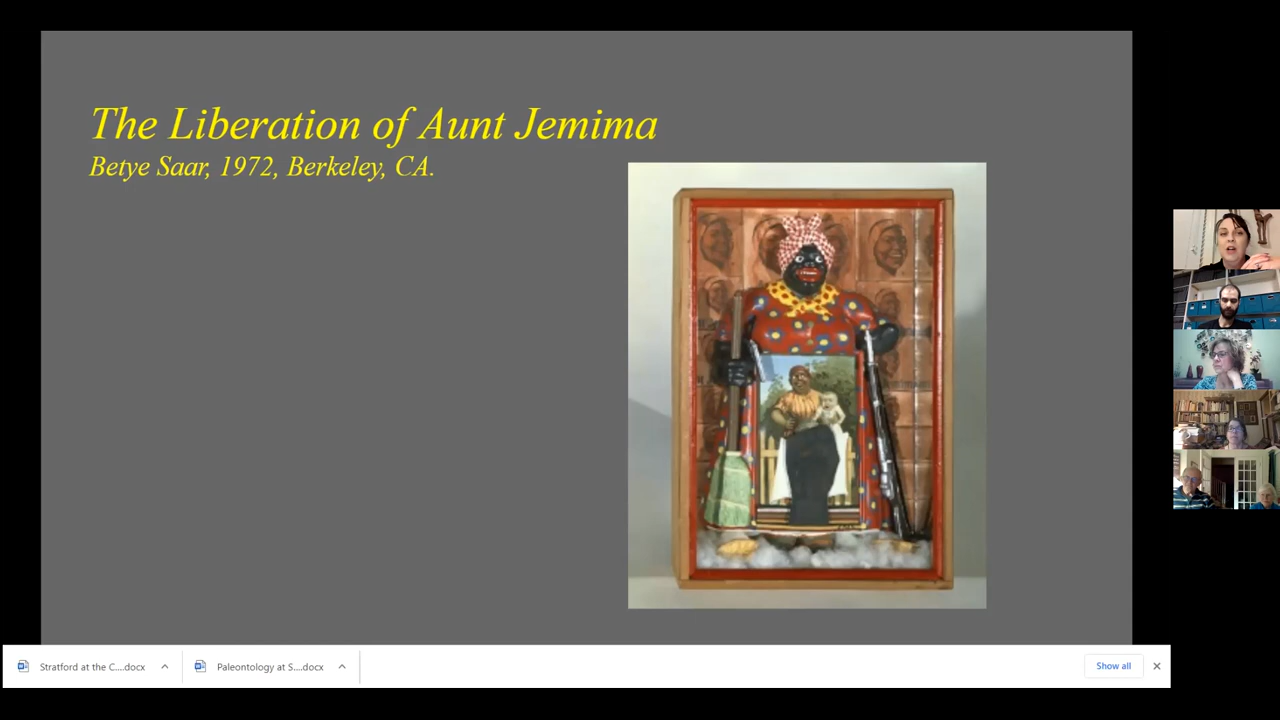 The Liberation of Aunt Jemima
Betye Saar, 1972, Berkeley, CA.
Stratford at the C....docx
Paleontology at S....docx
Show all